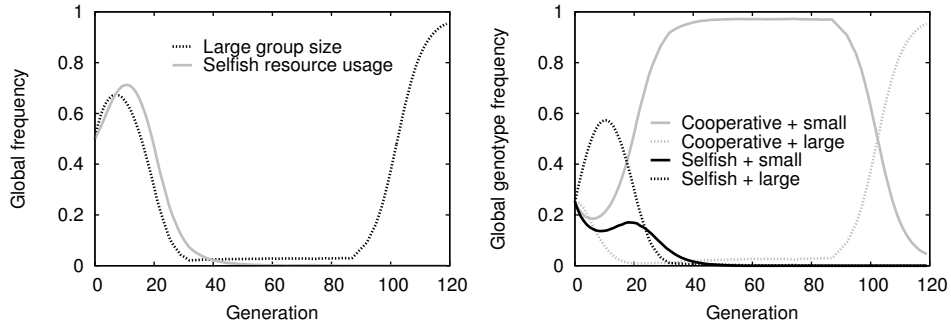 Global frequency
1
0.8
0.6
0.4
0.2
0
0
20
40
60
80
100
120
Generation
Large group size
Selfish resource usage
Global genotype frequency
1
0.8
0.6
0.4
0.2
0
0
20
40
60
80
100
120
Generation
Cooperative + small
Cooperative + large
Selfish + small
Selfish + large